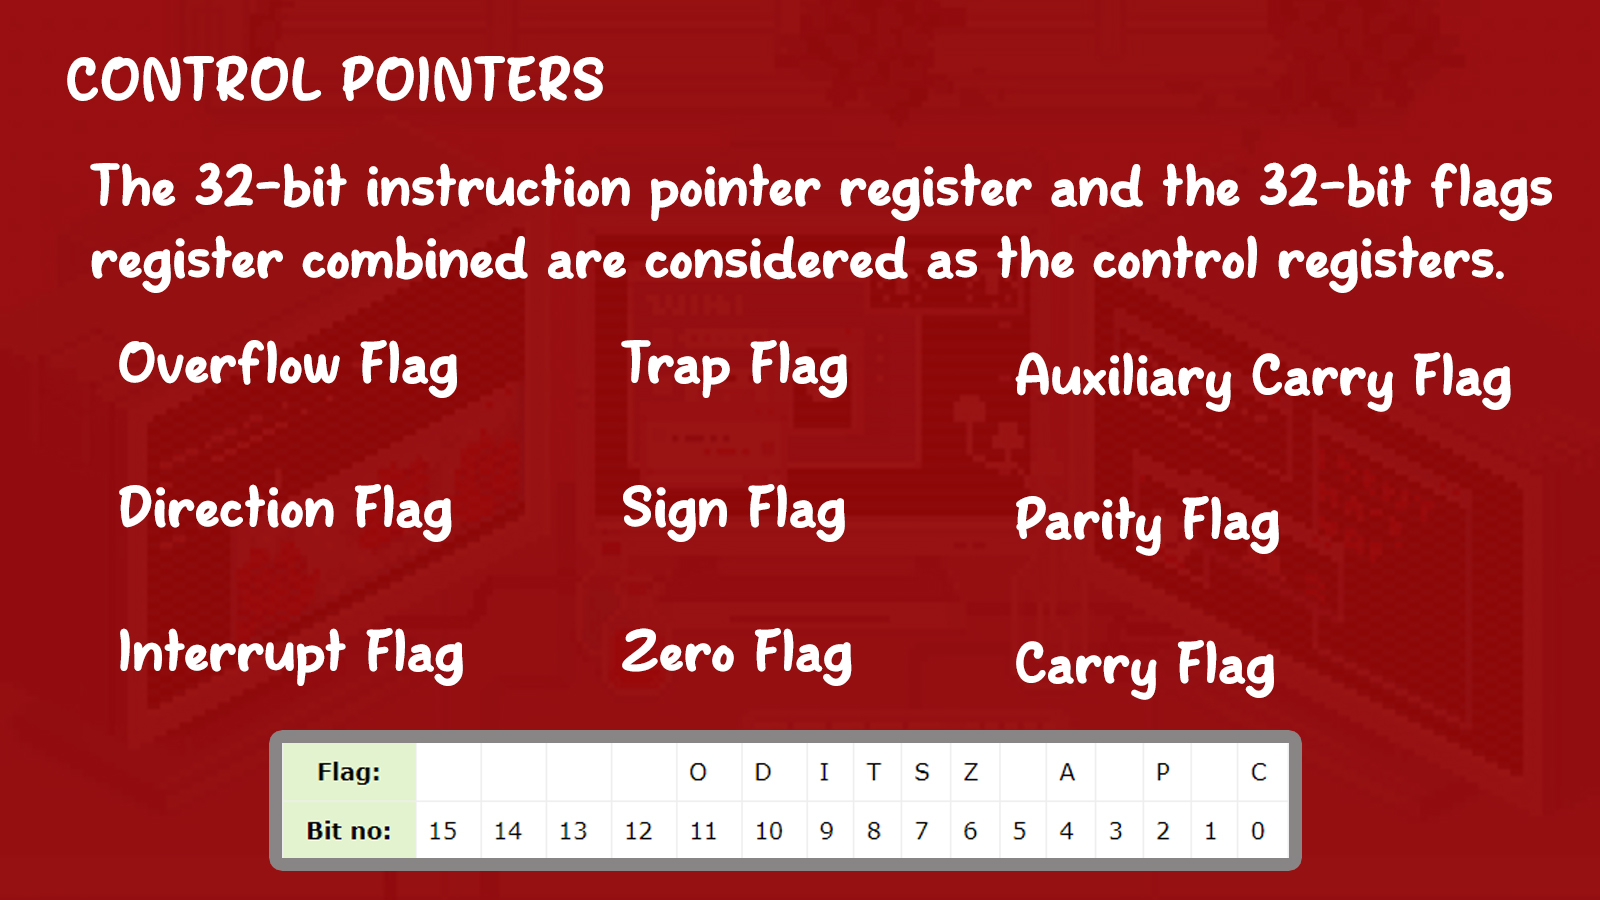 CONTROL POINTERS
The 32-bit instruction pointer register and the 32-bit flags
register combined are considered as the control registers.
Overflow Flag
Trap Flag
Auxiliary Carry Flag
Direction Flag
Sign Flag
Parity Flag
Interrupt Flag
Zero Flag
Carry Flag
Flag: O D I T S Z A P C
Bit no: 15 14 13 12 11 10 9 8 7 6 5 4 3 2 1 0